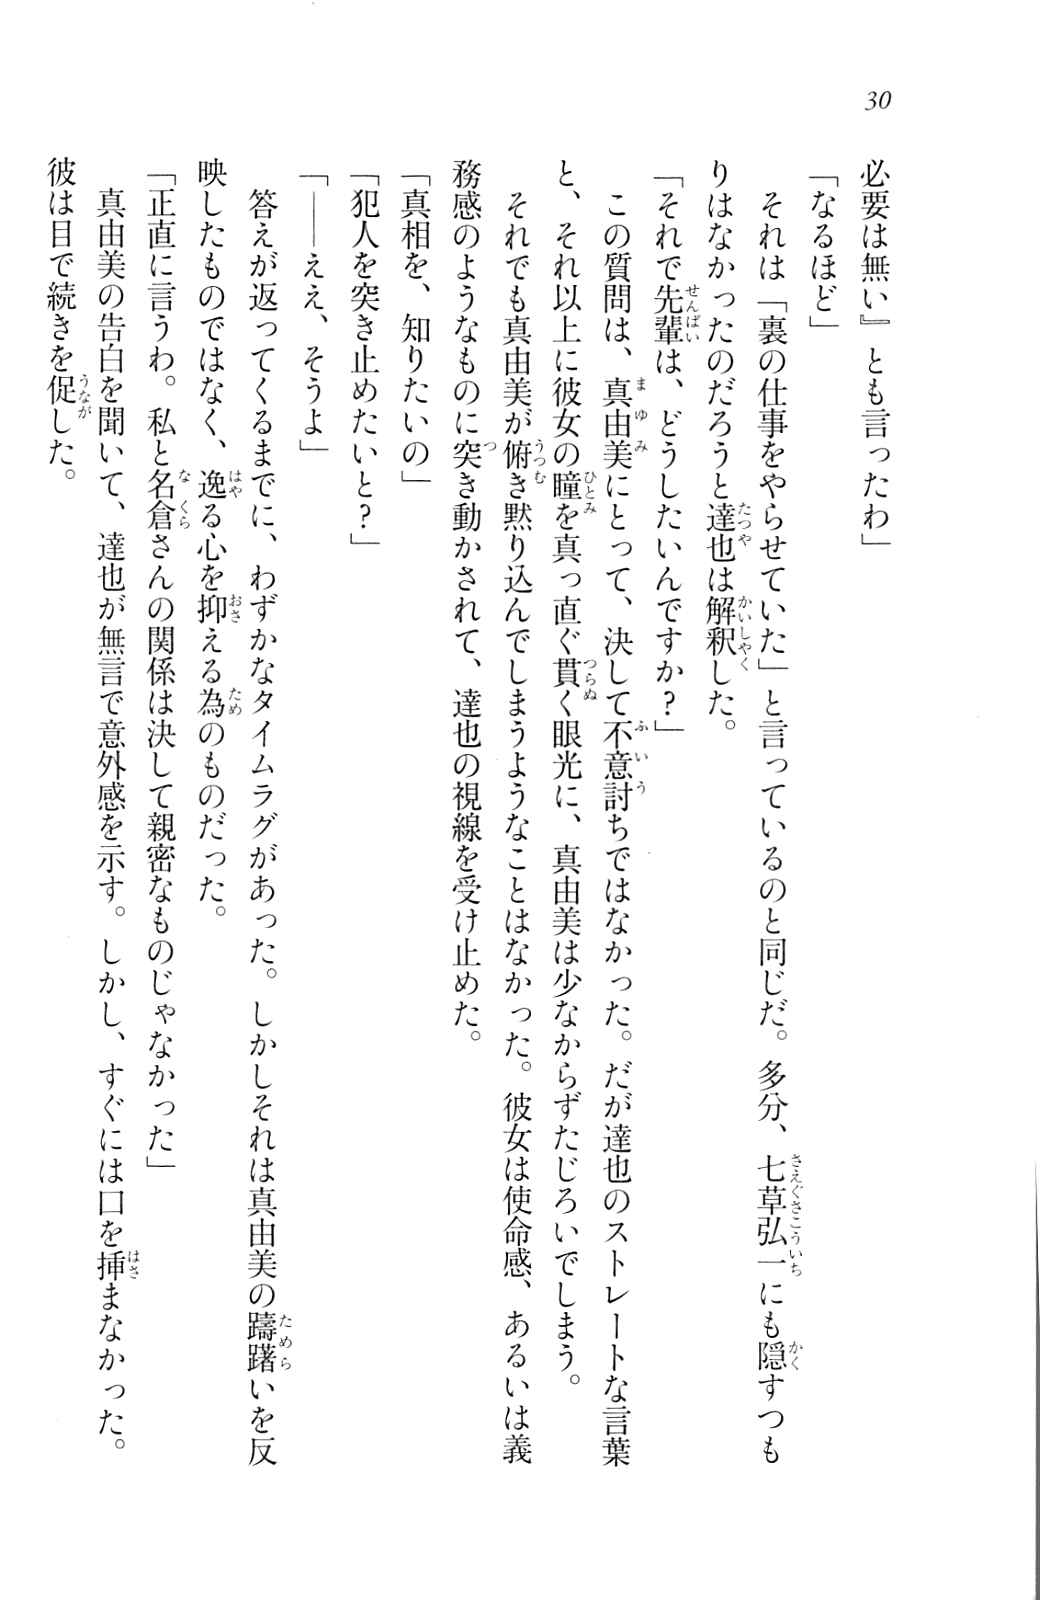 30
必要は無い』とも言ったわ」
「なるほど」
　それは「裏の仕事をやらせていた」と言っているのと同じだ。多分、七草弘一にも隠すつも
りはなかったのだろうと達也は解釈した。
「それで先輩は、どうしたいんですか？」
　この質問は、真由美にとって、決して不意討ちではなかった。だが達也のストレートな言葉
と、それ以上に彼女の瞳を真っ直ぐ貫く眼光に、真由美は少なからずたじろいでしまう。
　それでも真由美が俯き黙り込んでしまうようなことはなかった。彼女は使命感、あるいは義
務感のようなものに突き動かされて、達也の視線を受け止めた。
「真相を、知りたいの」
「犯人を突き止めたいと？」
「――ええ、そうよ」
　答えが返ってくるまでに、わずかなタイムラグがあった。しかしそれは真由美の躊躇いを反
映したものではなく、逸る心を抑える為のものだった。
「正直に言うわ。私と名倉さんの関係は決して親密なものじゃなかった」
　真由美の告白を聞いて、達也が無言で意外感を示す。しかし、すぐには口を挿まなかった。
彼は目で続きを促した。